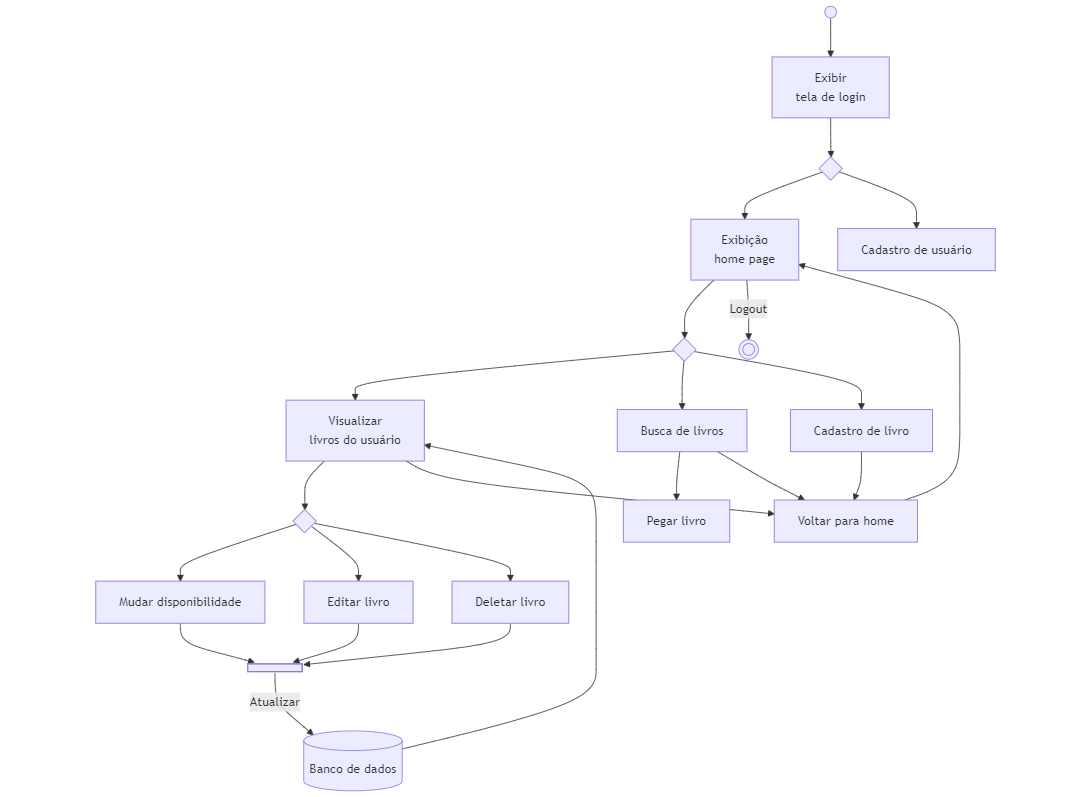 Exibir
tela de login
Exibição
home page
Cadastro de usuário
Logout
Visualizar
livros do usuário
Busca de livros
Cadastro de livro
Pegar livro
Voltar para home
Mudar disponibilidade
Editar livro
Deletar livro
Atualizar
Banco de dados